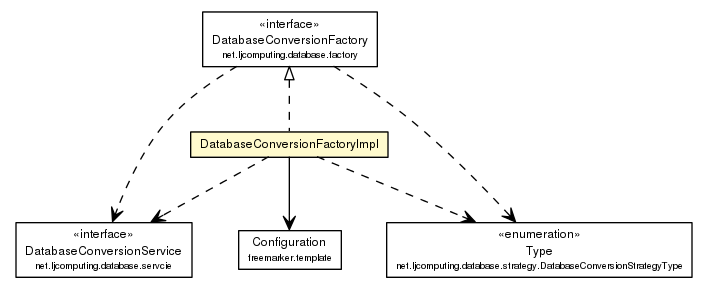 «interface»
DatabaseConversionFactory
net.ljcomputing.database.factory
DatabaseConversionFactoryImpl
«interface»
DatabaseConversionService
net.ljcomputing.database.servcie
Configuration
freemarker.template
«enumeration»
Type
net.ljcomputing.database.strategy.DatabaseConversionStrategyType